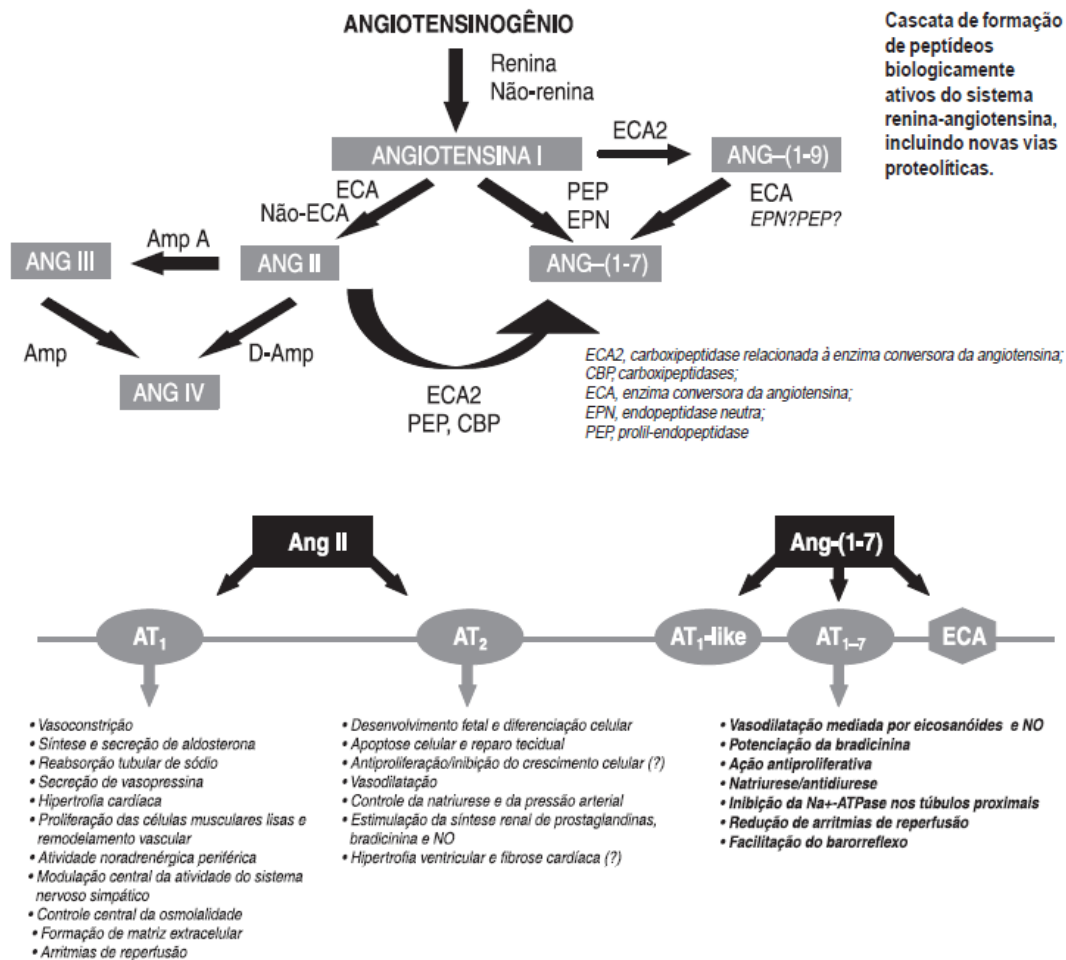 ANGIOTENSINOGÊNIO
Cascata de formação
de peptídeos
biologicamente
ativos do sistema
renina-angiotensina,
incluindo novas vias
proteolíticas.
Renina
Não-renina
ANGIOTENSINA I
ECA2
ANG–(1-9)
ECA
Não-ECA
PEP
EPN
ECA
EPN?PEP?
ANG III
Amp A
ANG II
ANG–(1-7)
Amp
D-Amp
ANG IV
ECA2
PEP, CBP
ECA2, carboxipeptidase relacionada à enzima conversora da angiotensina;
CBP, carboxipeptidases;
ECA, enzima conversora da angiotensina;
EPN, endopeptidase neutra;
PEP, prolil-endopeptidase
Ang II
Ang-(1-7)
AT1
AT2
AT1-like
AT1–7
ECA
• Vasoconstrição
• Síntese e secreção de aldosterona
• Reabsorção tubular de sódio
• Secreção de vasopressina
• Hipertrofia cardíaca
• Proliferação das células musculares lisas e
remodelamento vascular
• Atividade noradrenérgica periférica
• Modulação central da atividade do sistema
nervoso simpático
• Controle central da osmolalidade
• Formação de matriz extracelular
• Arritmias de reperfusão
• Desenvolvimento fetal e diferenciação celular
• Apoptose celular e reparo tecidual
• Antiproliferação/inibição do crescimento celular (?)
• Vasodilatação
• Controle da natriurese e da pressão arterial
• Estimulação da síntese renal de prostaglandinas,
bradicinina e NO
• Hipertrofia ventricular e fibrose cardíaca (?)
• Vasodilatação mediada por eicosanóides e NO
• Potenciação da bradicinina
• Ação antiproliferativa
• Natriurese/antidiurese
• Inibição da Na+-ATPase nos túbulos proximais
• Redução de arritmias de reperfusão
• Facilitação do barorreflexo